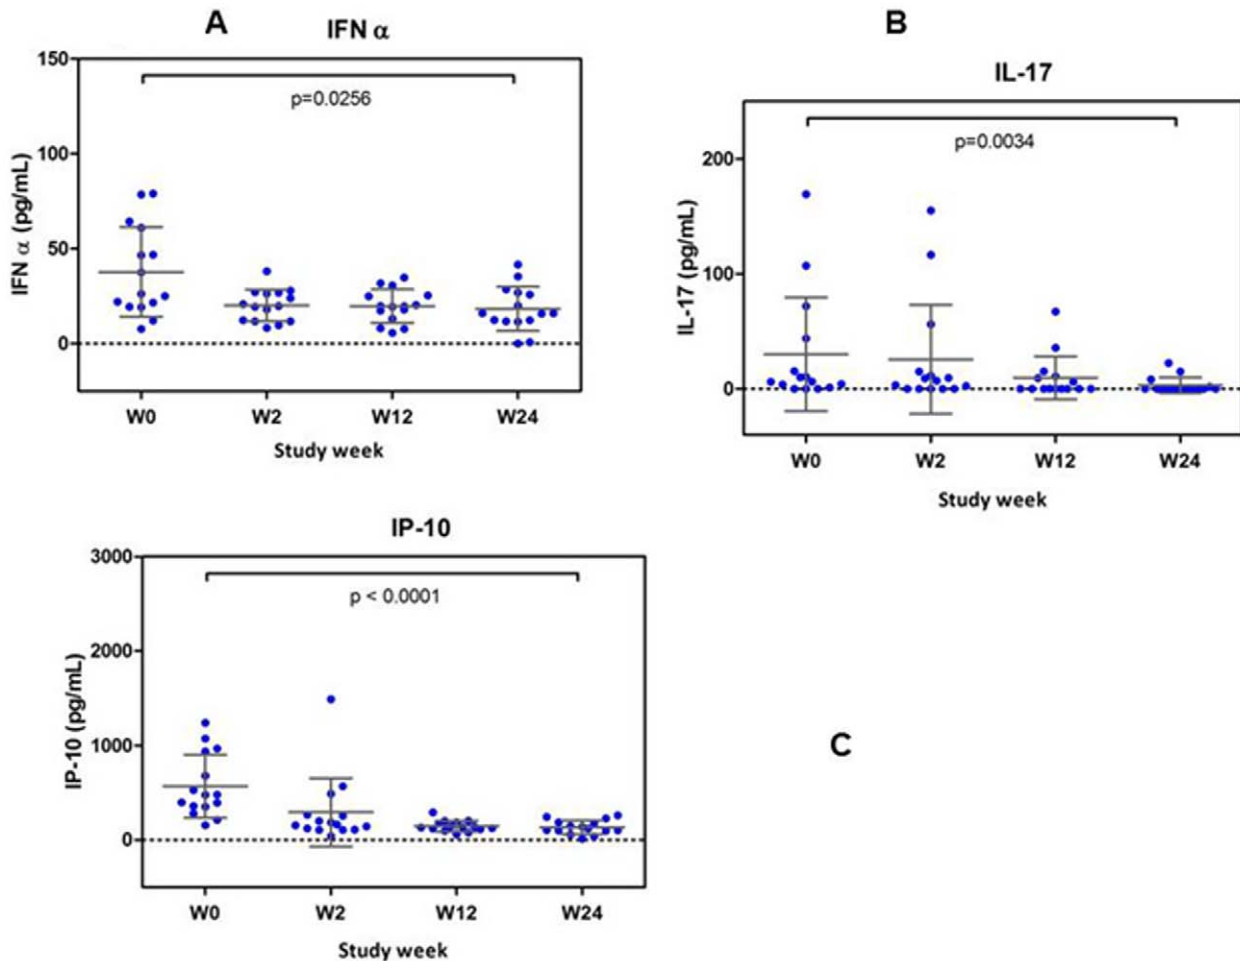 A
IFN α
150
100
50
0
IFN α (pg/mL)
p=0.0256
W0 W2 W12 W24
Study week
B
IL-17
200
100
0
IL-17 (pg/mL)
p=0.0034
W0 W2 W12 W24
Study week
IP-10
3000
2000
1000
0
IP-10 (pg/mL)
p < 0.0001
W0 W2 W12 W24
Study week
C